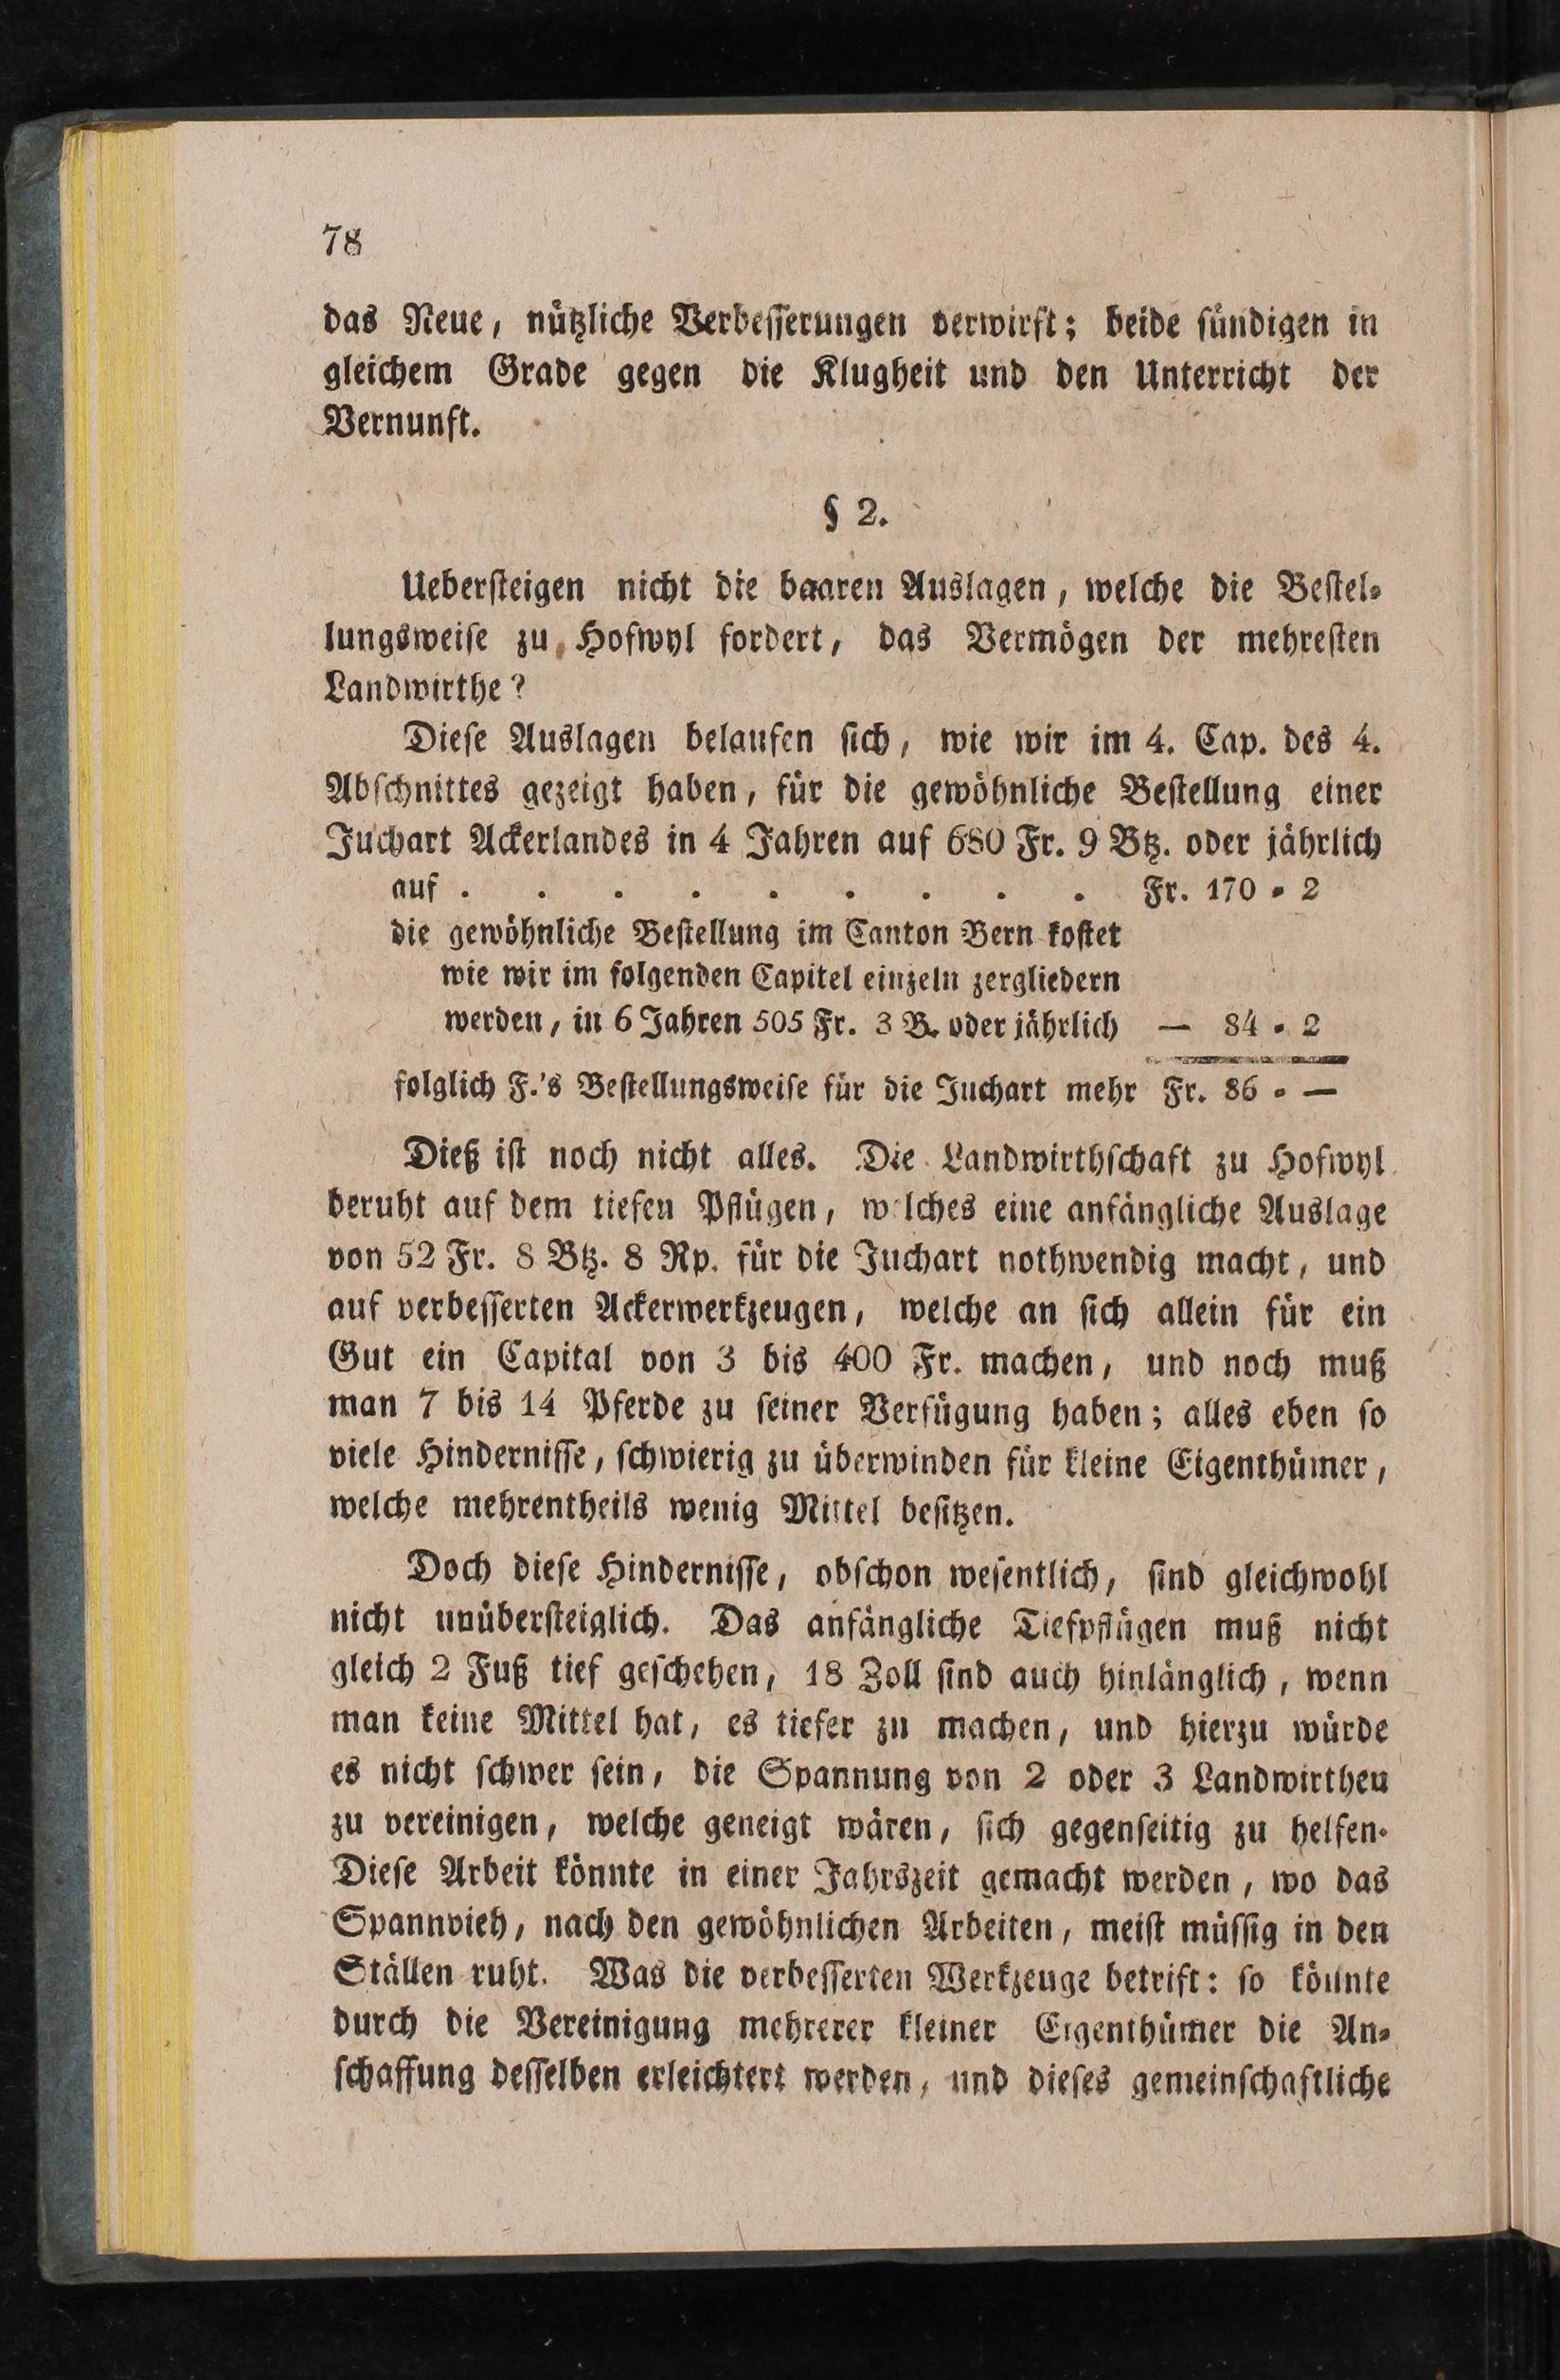 78
das Neue, nützliche Verbesserungen verwirft; beide sündigen in
gleichem Grade gegen die Klugheit und den Unterricht der
Vernunft.
§ 2.
Uebersteigen nicht die baaren Auslagen, welche die Bestel⸗
lungsweise zu Hofwyl fordert, das Vermögen der mehresten
Landwirthe?
Diese Auslagen belaufen sich, wie wir im 4. Cap. des 4.
Abschnittes gezeigt haben, für die gewöhnliche Bestellung einer
Juchart Ackerlandes in 4 Jahren auf 680 Fr. 9 Btz. oder jährlich
auf . . . . . . . . . Fr. 170 ⸗ 2
die gewöhnliche Bestellung im Canton Bern kostet
wie wir im folgenden Capitel einzeln zergliedern
werden, in 6 Jahren 505 Fr. 3 B. oder jährlich — 84 ⸗ 2
folglich F.'s Bestellungsweise für die Juchart mehr Fr. 86 ⸗ —
Dieß ist noch nicht alles. Die Landwirthschaft zu Hofwyl
beruht auf dem tiefen Pflügen, welches eine anfängliche Auslage
von 52 Fr. 8 Btz. 8 Rp. für die Juchart nothwendig macht, und
auf verbesserten Ackerwerkzeugen, welche an sich allein für ein
Gut ein Capital von 3 bis 400 Fr. machen, und noch muß
man 7 bis 14 Pferde zu seiner Verfügung haben; alles eben so
viele Hindernisse, schwierig zu überwinden für kleine Eigenthümer,
welche mehrentheils wenig Mittel besitzen.
Doch diese Hindernisse, obschon wesentlich, sind gleichwohl
nicht unübersteiglich. Das anfängliche Tiefpflügen muß nicht
gleich 2 Fuß tief geschehen, 18 Zoll sind auch hinlänglich, wenn
man keine Mittel hat, es tiefer zu machen, und hierzu würde
es nicht schwer sein, die Spannung von 2 oder 3 Landwirtheu
zu vereinigen, welche geneigt wären, sich gegenseitig zu helfen.
Diese Arbeit könnte in einer Jahrszeit gemacht werden, wo das
Spannvieh, nach den gewöhnlichen Arbeiten, meist müssig in den
Ställen ruht. Was die verbesserten Werkzeuge betrift: so könnte
durch die Vereinigung mehrerer kleiner Eigenthümer die An⸗
schaffung desselben erleichtert werden, und dieses gemeinschaftliche